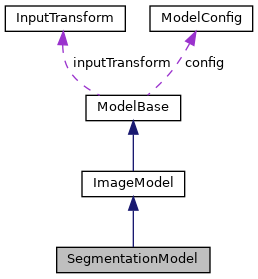 InputTransform
ModelConfig
inputTransform
config
ModelBase
ImageModel
SegmentationModel